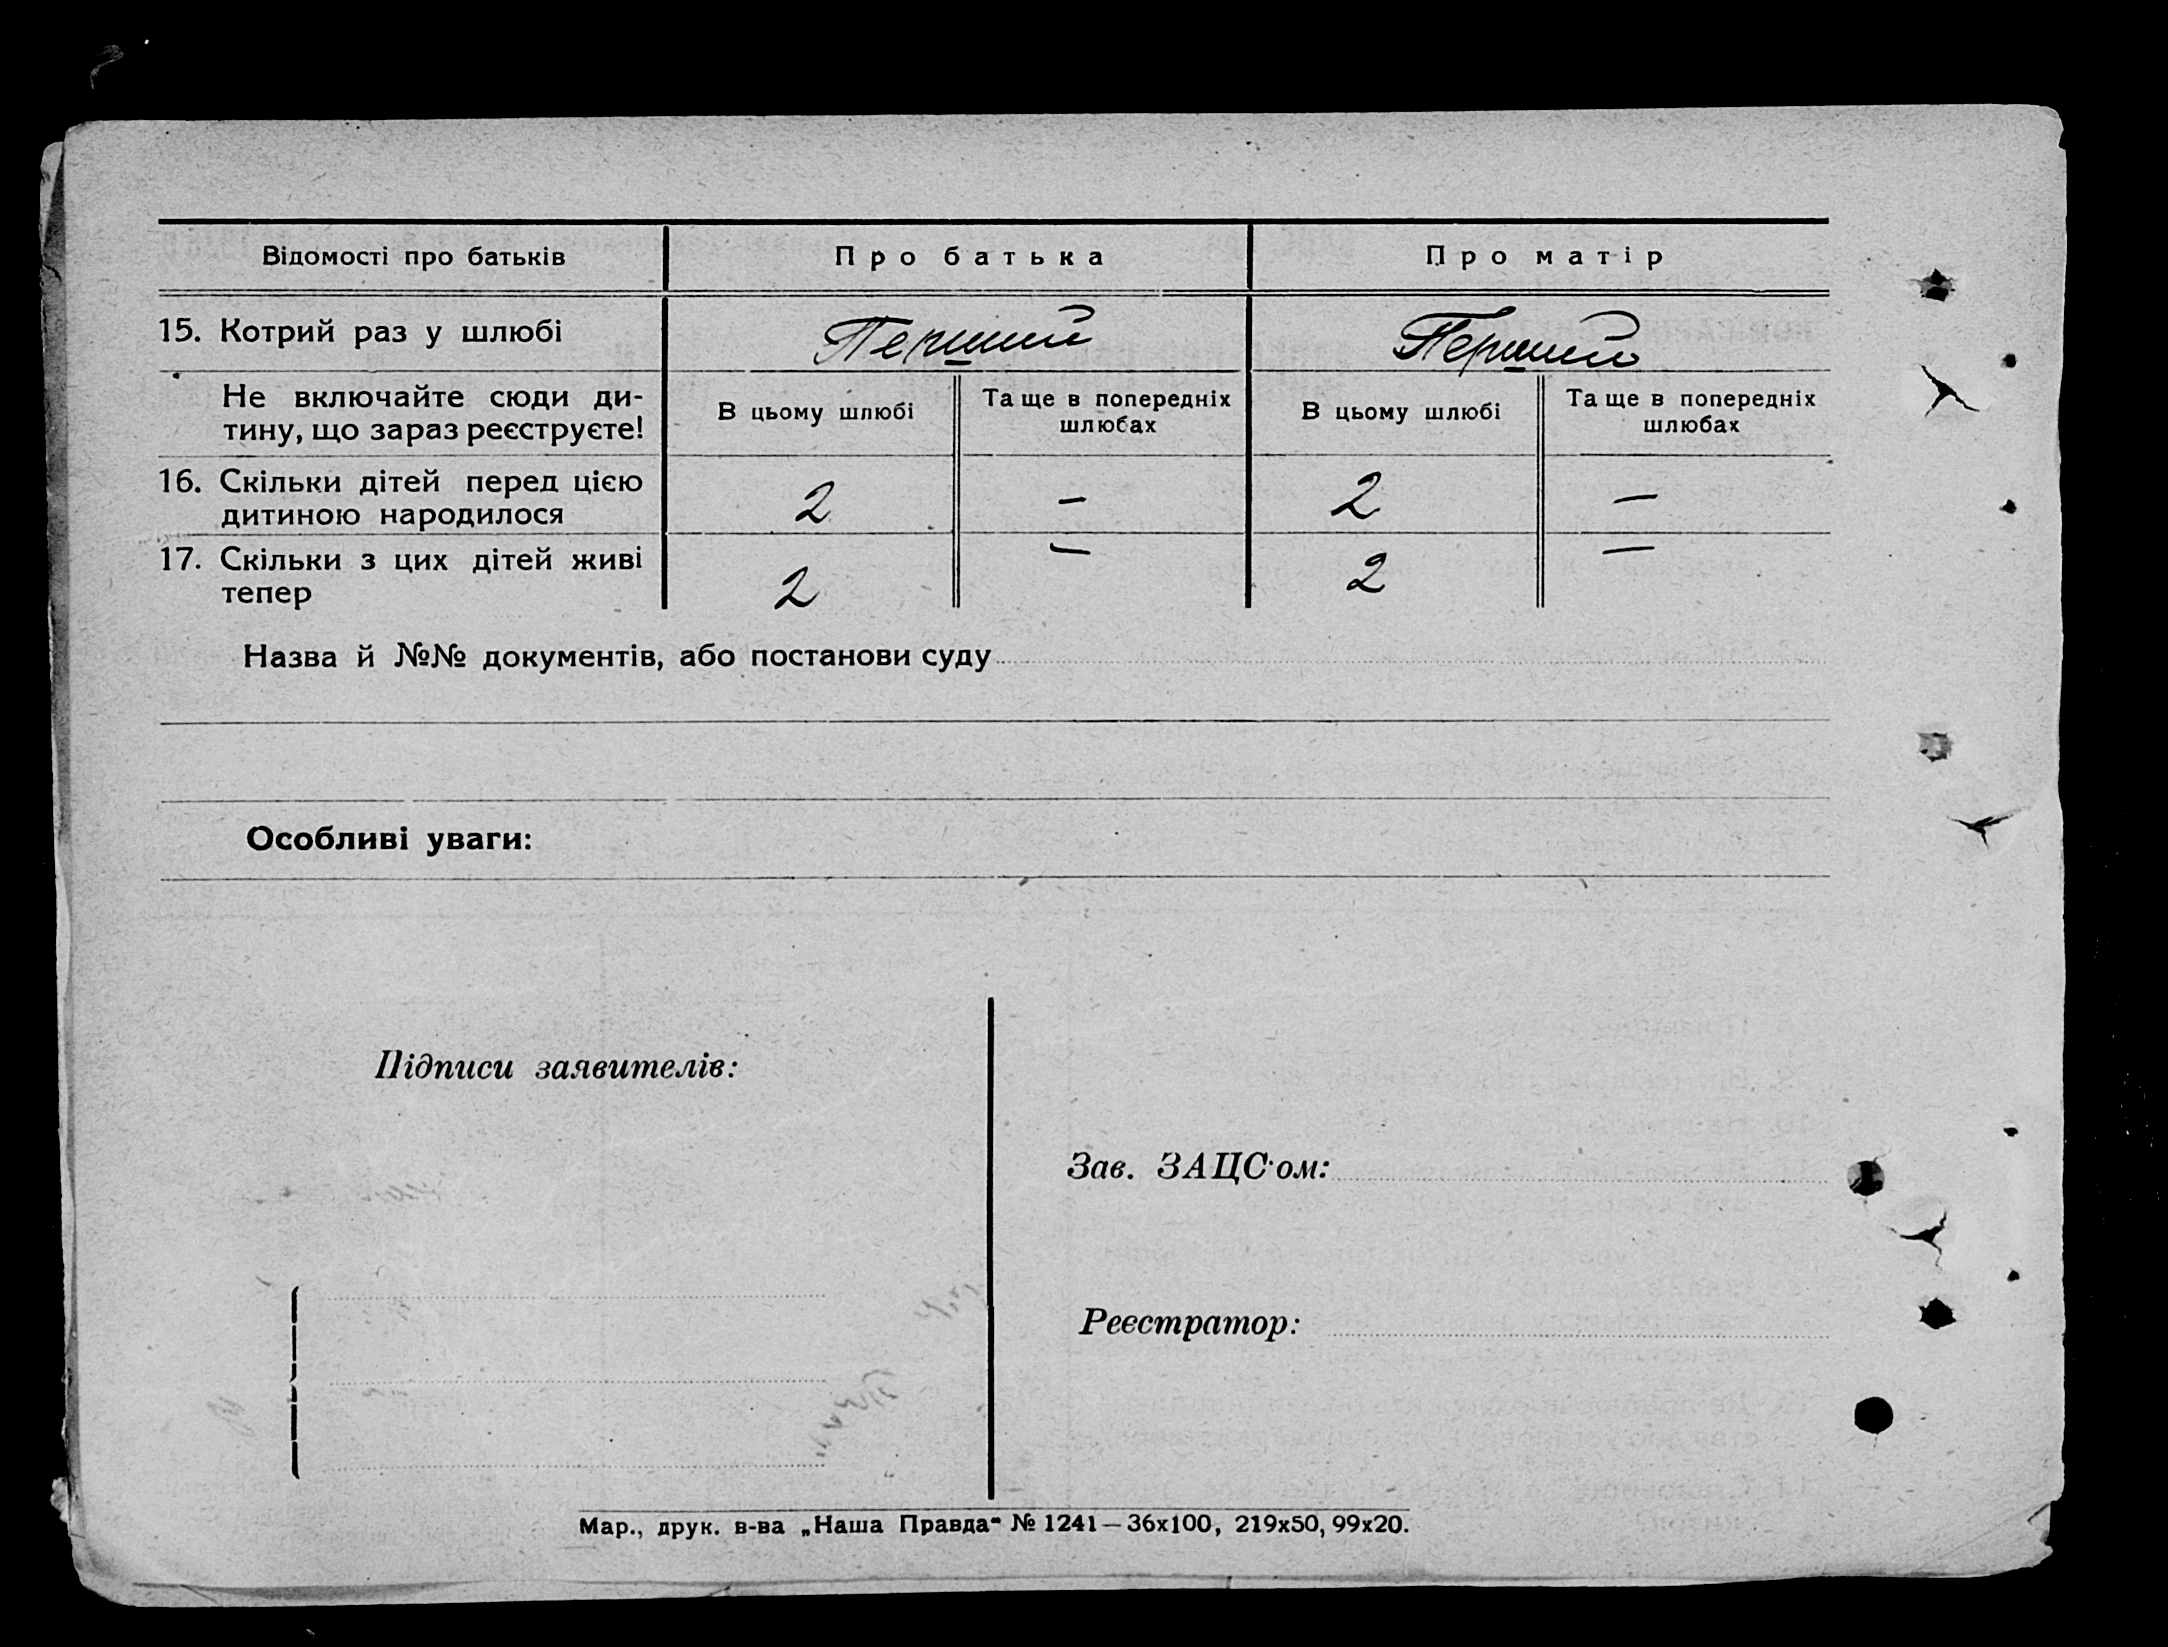 Відомості про батьків
Про батька
Про матір
15. Котрий раз у шлюбі
Перший
Перший
Не включайте сюди ди-
тину, що зараз реєструєте!
В цьому шлюбі
Та ще в попередніх
шлюбах
В цьому шлюбі
Та ще в попередніх
шлюбах
16. Скільки дітей перед цією
дитиною народилося
2
—
2
—
17. Скільки з цих дітей живі
тепер
2
—
2
—
Назва й №№ документів, або постанови суду
Особливі уваги:
Підписи заявителів:
Зав. ЗАЦС'ом:
Реєстратор:
Мар., друк. в-ва „Наша Правда“ № 1241—36х100, 219х50, 99х20.